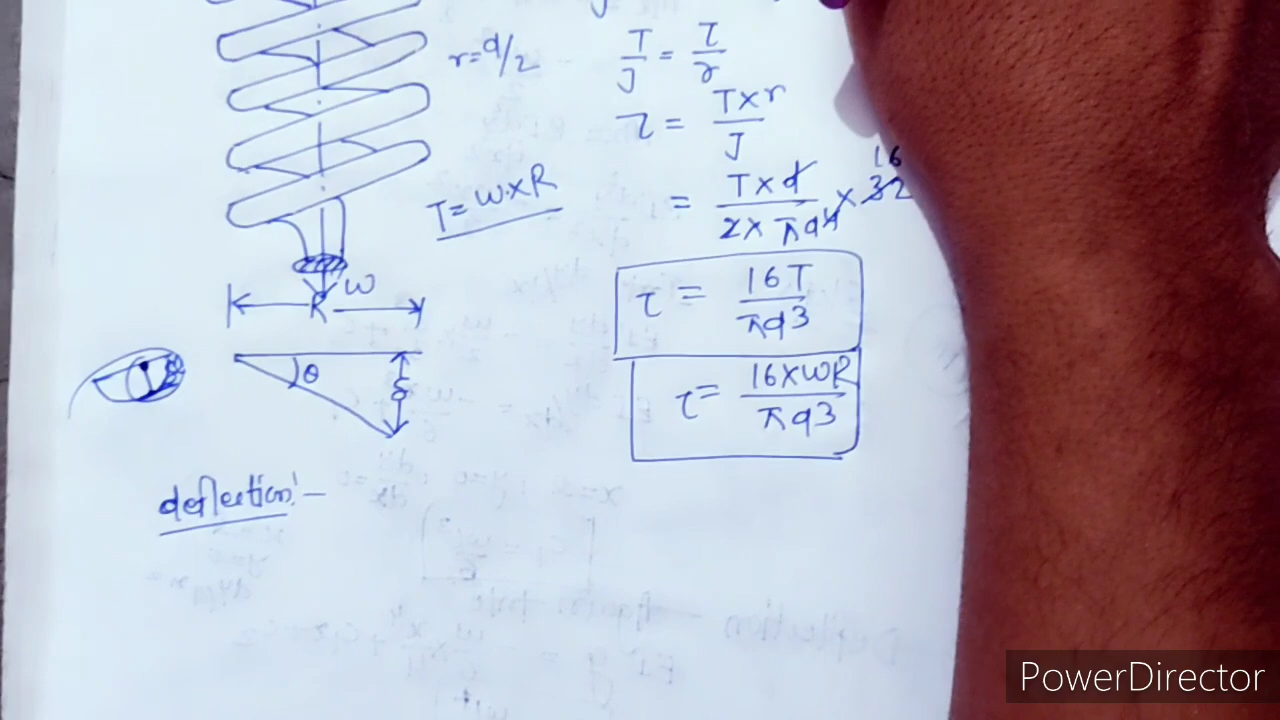 r=d/2
T/J = τ/r
τ = T×r/J
T= W×R
= T×d/2×πd4 × 32 16
W
R
τ = 16T/πd3
θ
δ
τ= 16×WR/πd3
deflection:-
PowerDirector